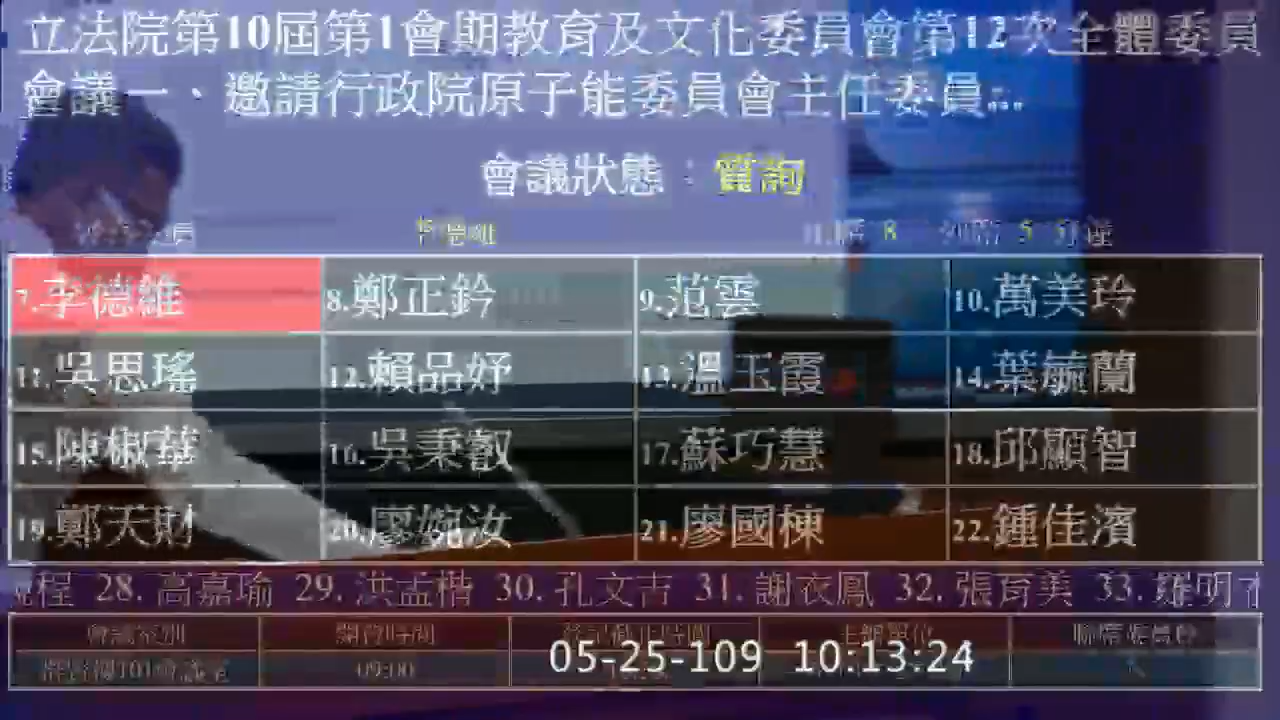 立法院第10屆第1會期教育及文化委員會第12次全體委員
會議一、邀請行政院原子能委員會主任委員...
會議狀態：質詢
7.李德維 8.鄭正鈐 9.范雲 10.萬美玲
11.吳思瑤 12.賴品妤 13.溫玉霞 14.葉毓蘭
15.陳椒華 16.吳秉叡 17.蘇巧慧 18.邱顯智
19.鄭天財 20.廖婉汝 21.廖國棟 22.鍾佳濱
程 28. 高嘉瑜 29. 洪孟楷 30. 孔文吉 31. 謝衣鳳 32. 張育美 33.
09:00
05-25-109 10:13:24